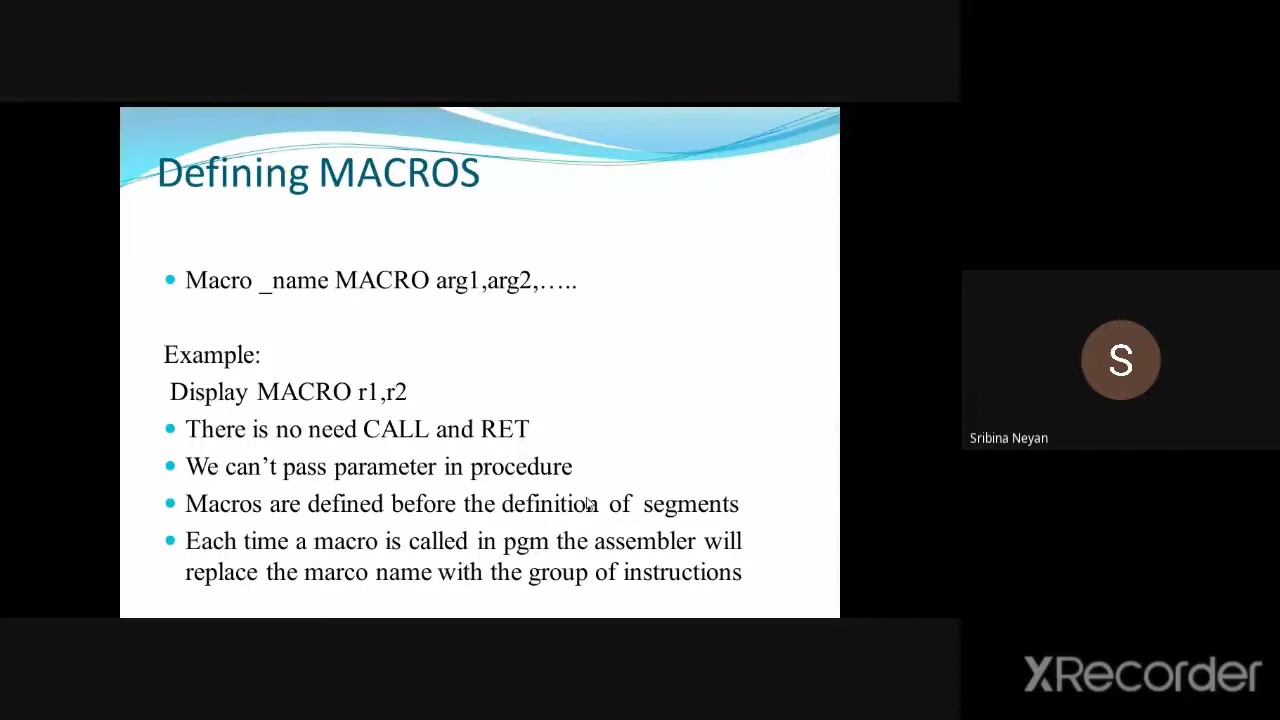 Defining MACROS
• Macro _name MACRO arg1,arg2,…..
Example:
Display MACRO r1,r2
• There is no need CALL and RET
• We can’t pass parameter in procedure
• Macros are defined before the definition of segments
• Each time a macro is called in pgm the assembler will
replace the marco name with the group of instructions
S
Sribina Neyan
XRecorder